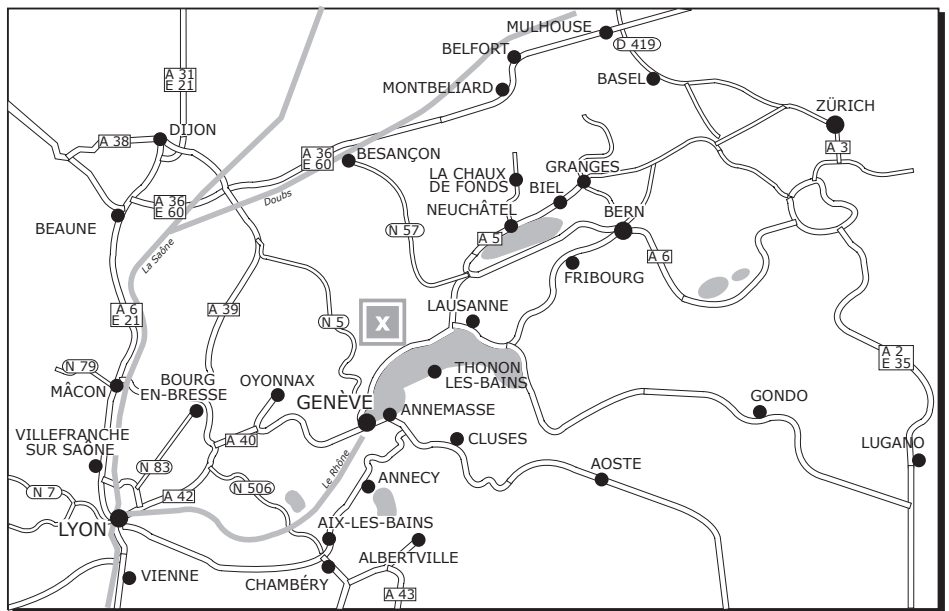 MULHOUSE
D 419
BELFORT
MONTBELIARD
BASEL
A 31
E 21
ZÜRICH
DIJON
A 38
A 3
A 36
E 60
BESANÇON
LA CHAUX
DE FONDS
GRANGES
BIEL
Doubs
A 36
E 60
NEUCHÂTEL
BERN
BEAUNE
N 57
A 5
La Saône
A 6
FRIBOURG
A 6
E 21
A 39
N 5
X
LAUSANNE
A 2
E 35
N 79
MÂCON
BOURG
EN-BRESSE
OYONNAX
THONON
LES-BAINS
GENÈVE
ANNEMASSE
GONDO
VILLEFRANCHE
SUR SAÔNE
A 40
CLUSES
LUGANO
N 83
Le Rhône
AOSTE
N 7
A 42
N 506
ANNECY
LYON
AIX-LES-BAINS
ALBERTVILLE
VIENNE
CHAMBÉRY
A 43